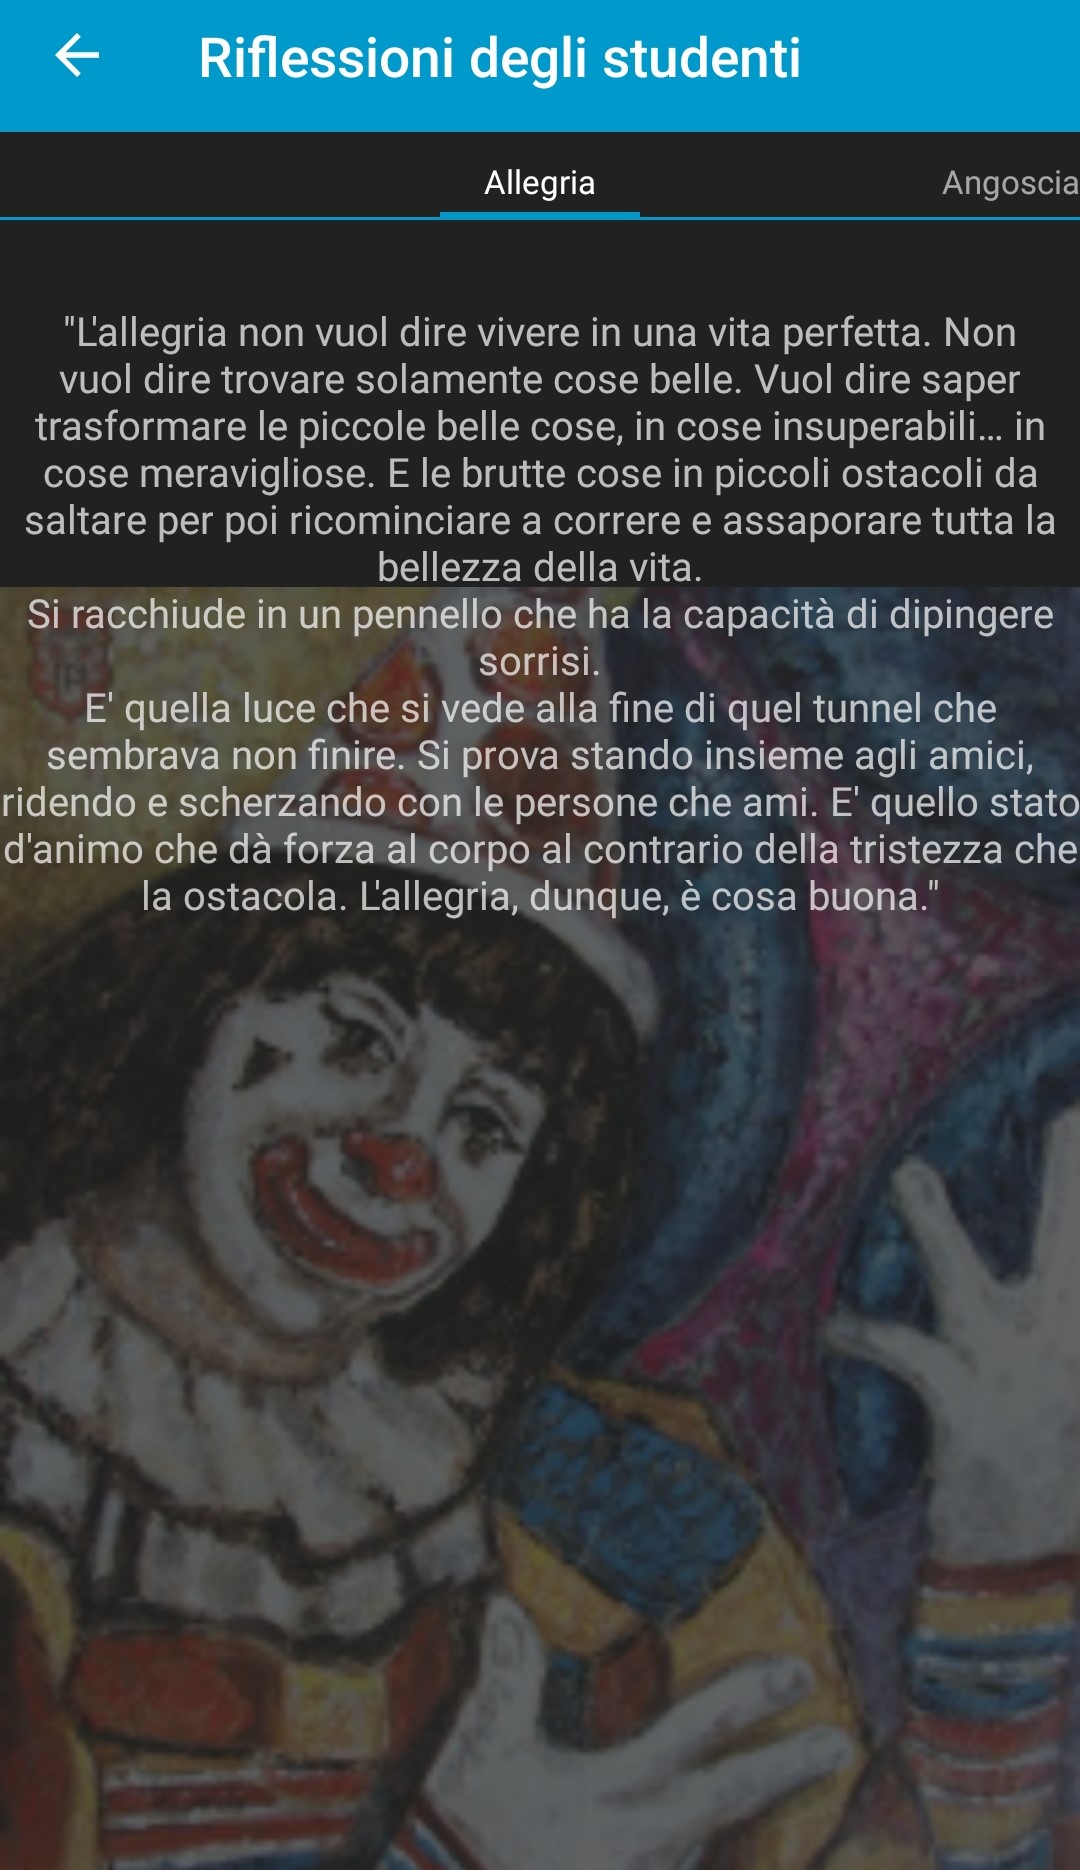 Riflessioni degli studenti
Allegria
Angoscia
"L'allegria non vuol dire vivere in una vita perfetta. Non
vuol dire trovare solamente cose belle. Vuol dire saper
trasformare le piccole belle cose, in cose insuperabili... in
cose meravigliose. E le brutte cose in piccoli ostacoli da
saltare per poi ricominciare a correre e assaporare tutta la
bellezza della vita.
Si racchiude in un pennello che ha la capacità di dipingere
sorrisi.
E' quella luce che si vede alla fine di quel tunnel che
sembrava non finire. Si prova stando insieme agli amici,
ridendo e scherzando con le persone che ami. E' quello stato
d'animo che dà forza al corpo al contrario della tristezza che
la ostacola. L'allegria, dunque, è cosa buona."